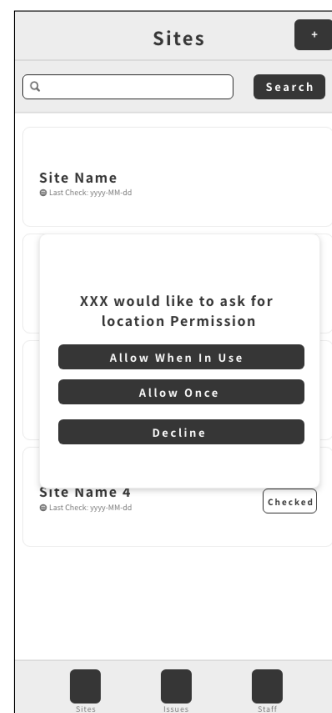 Sites
+
Search
Site Name
Last Check: yyyy-MM-dd
XXX would like to ask for
location Permission
Allow When In Use
Allow Once
Decline
Site Name 4
Last Check: yyyy-MM-dd
Checked
Sites
Issues
Staff